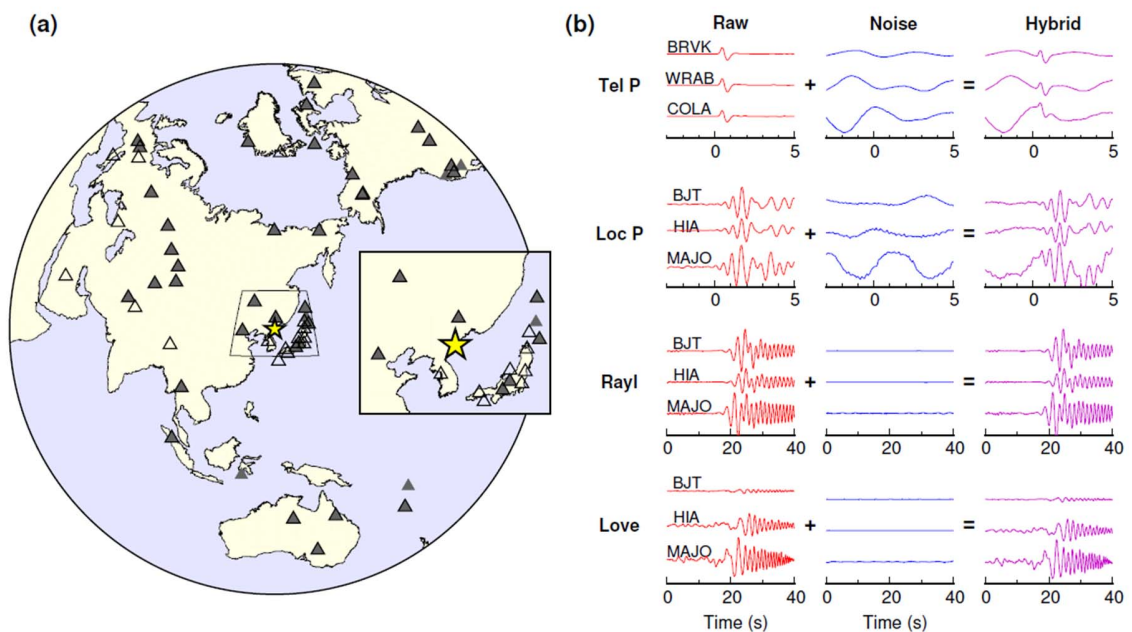 (a)
(b)
Raw Noise Hybrid
Tel P
BRVK
WRAB
COLA
+ =
0 5 0 5 0 5
Loc P
BJT
HIA
MAJO
+ =
0 5 0 5 0 5
Rayl
BJT
HIA
MAJO
+ =
0 20 40 0 20 40 0 20 40
Love
BJT
HIA
MAJO
+ =
0 20 40 0 20 40 0 20 40
Time (s) Time (s) Time (s)